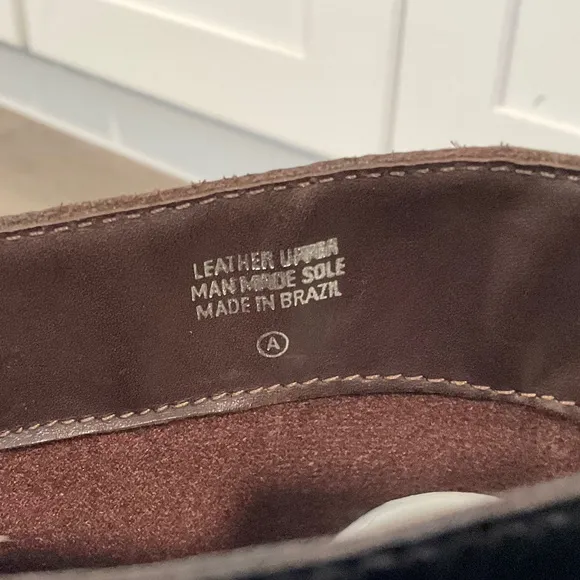 LEATHER UPPER
MAN MADE SOLE
MADE IN BRAZIL
A